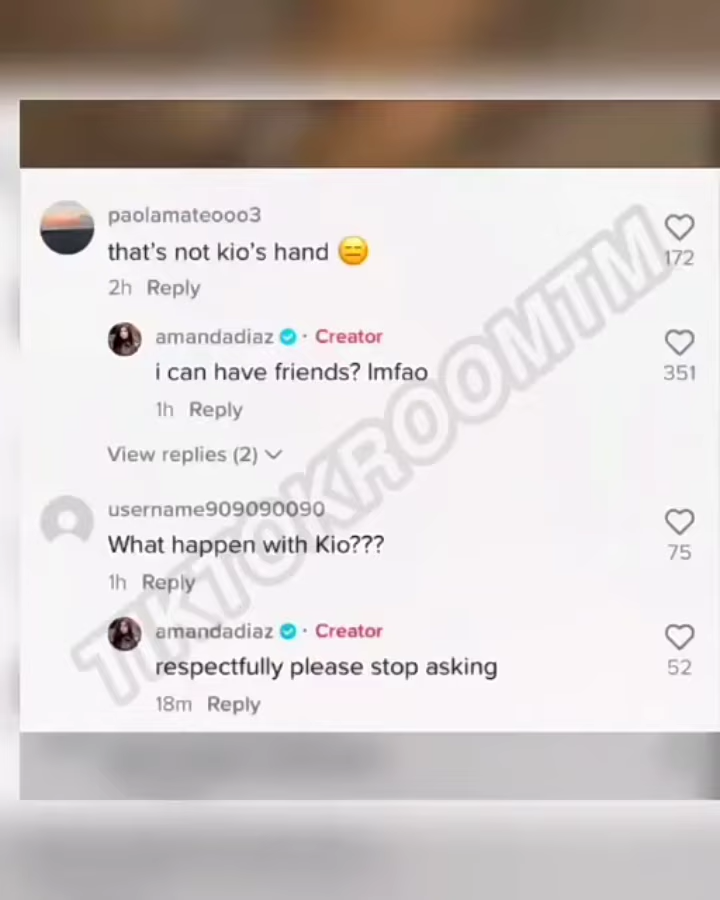 paolamateooo3
that's not kio's hand 😑
172
2h Reply
amandadiaz · Creator
i can have friends? lmfao
351
1h Reply
View replies (2)
username909090090
What happen with Kio???
75
1h Reply
amandadiaz · Creator
respectfully please stop asking
52
18m Reply
TIKTOKROOMTM